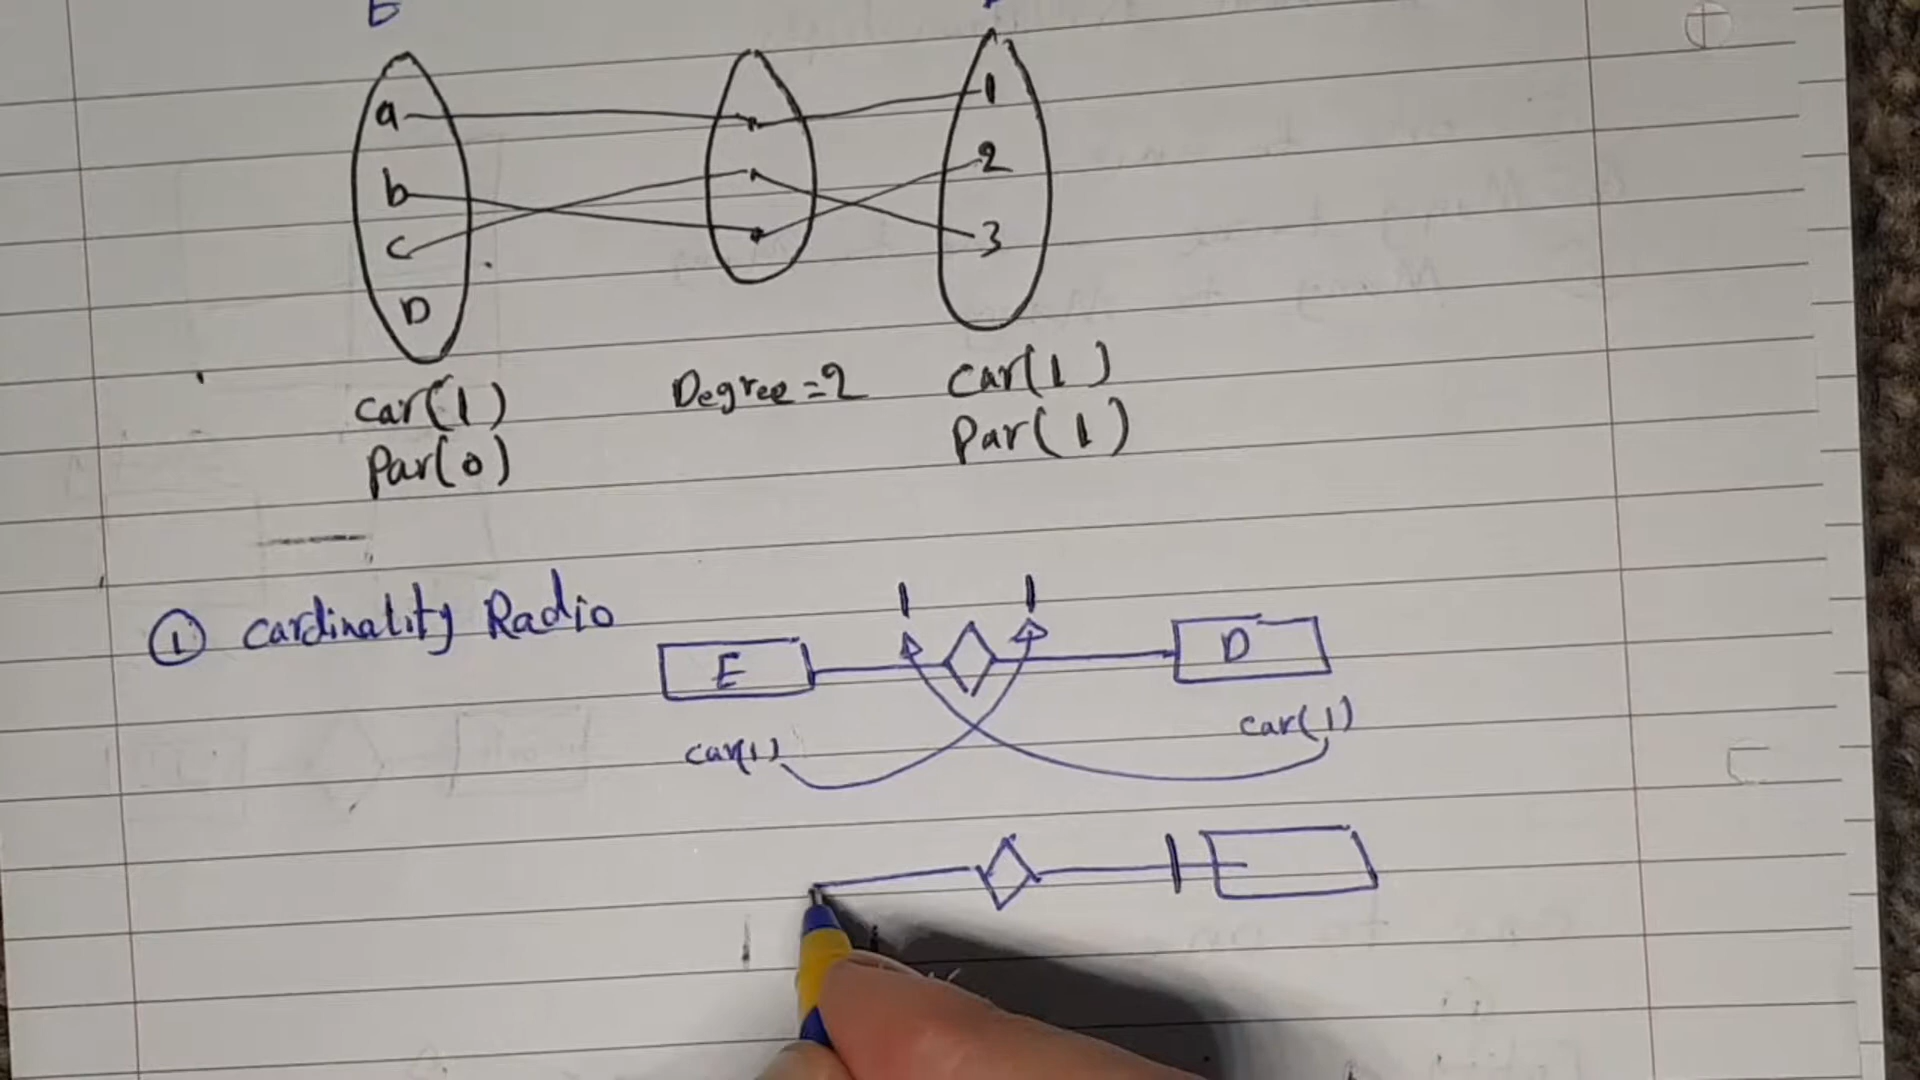 E
a
b
c
D
1
2
3
car(1)
Par(0)
Degree=2
car(1)
Par(1)
① cardinality Radio
1 1
E
D
car(1)
car(1)